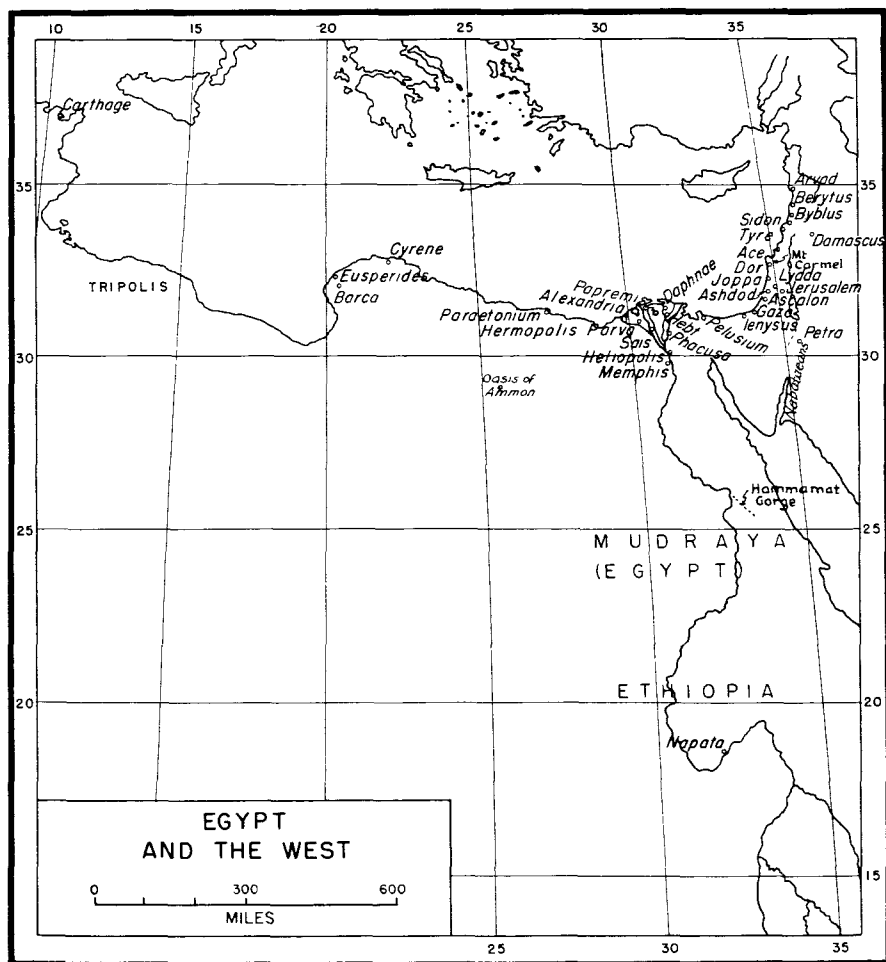 10 15 20 25 30 35
Carthage
35
Arvad
Berytus
Byblus
Sidon
Tyr
Damascus
Cyrene
Ace
Mt
Carmel
Dor
Lydda
Eusperides
Joppa
Jerusalem
TRIPOLIS
Daphnae
Barca
Papremis
Ashdod
Ascalon
Alexandria
Gaza
Paraetonium
Ienysus
Hermopolis Parva
Hebt
Pelusium
Petra
Sais
Phacusa
30
Heliopolis
30
Memphis
Nabataeans
Oasis of
Ammon
Hammamat
Gorge
25
25
MUDRAYA
(EGYPT)
20
ETHIOPIA
20
Napata
EGYPT
AND THE WEST
15
15
0 300 600
MILES
25 30 35